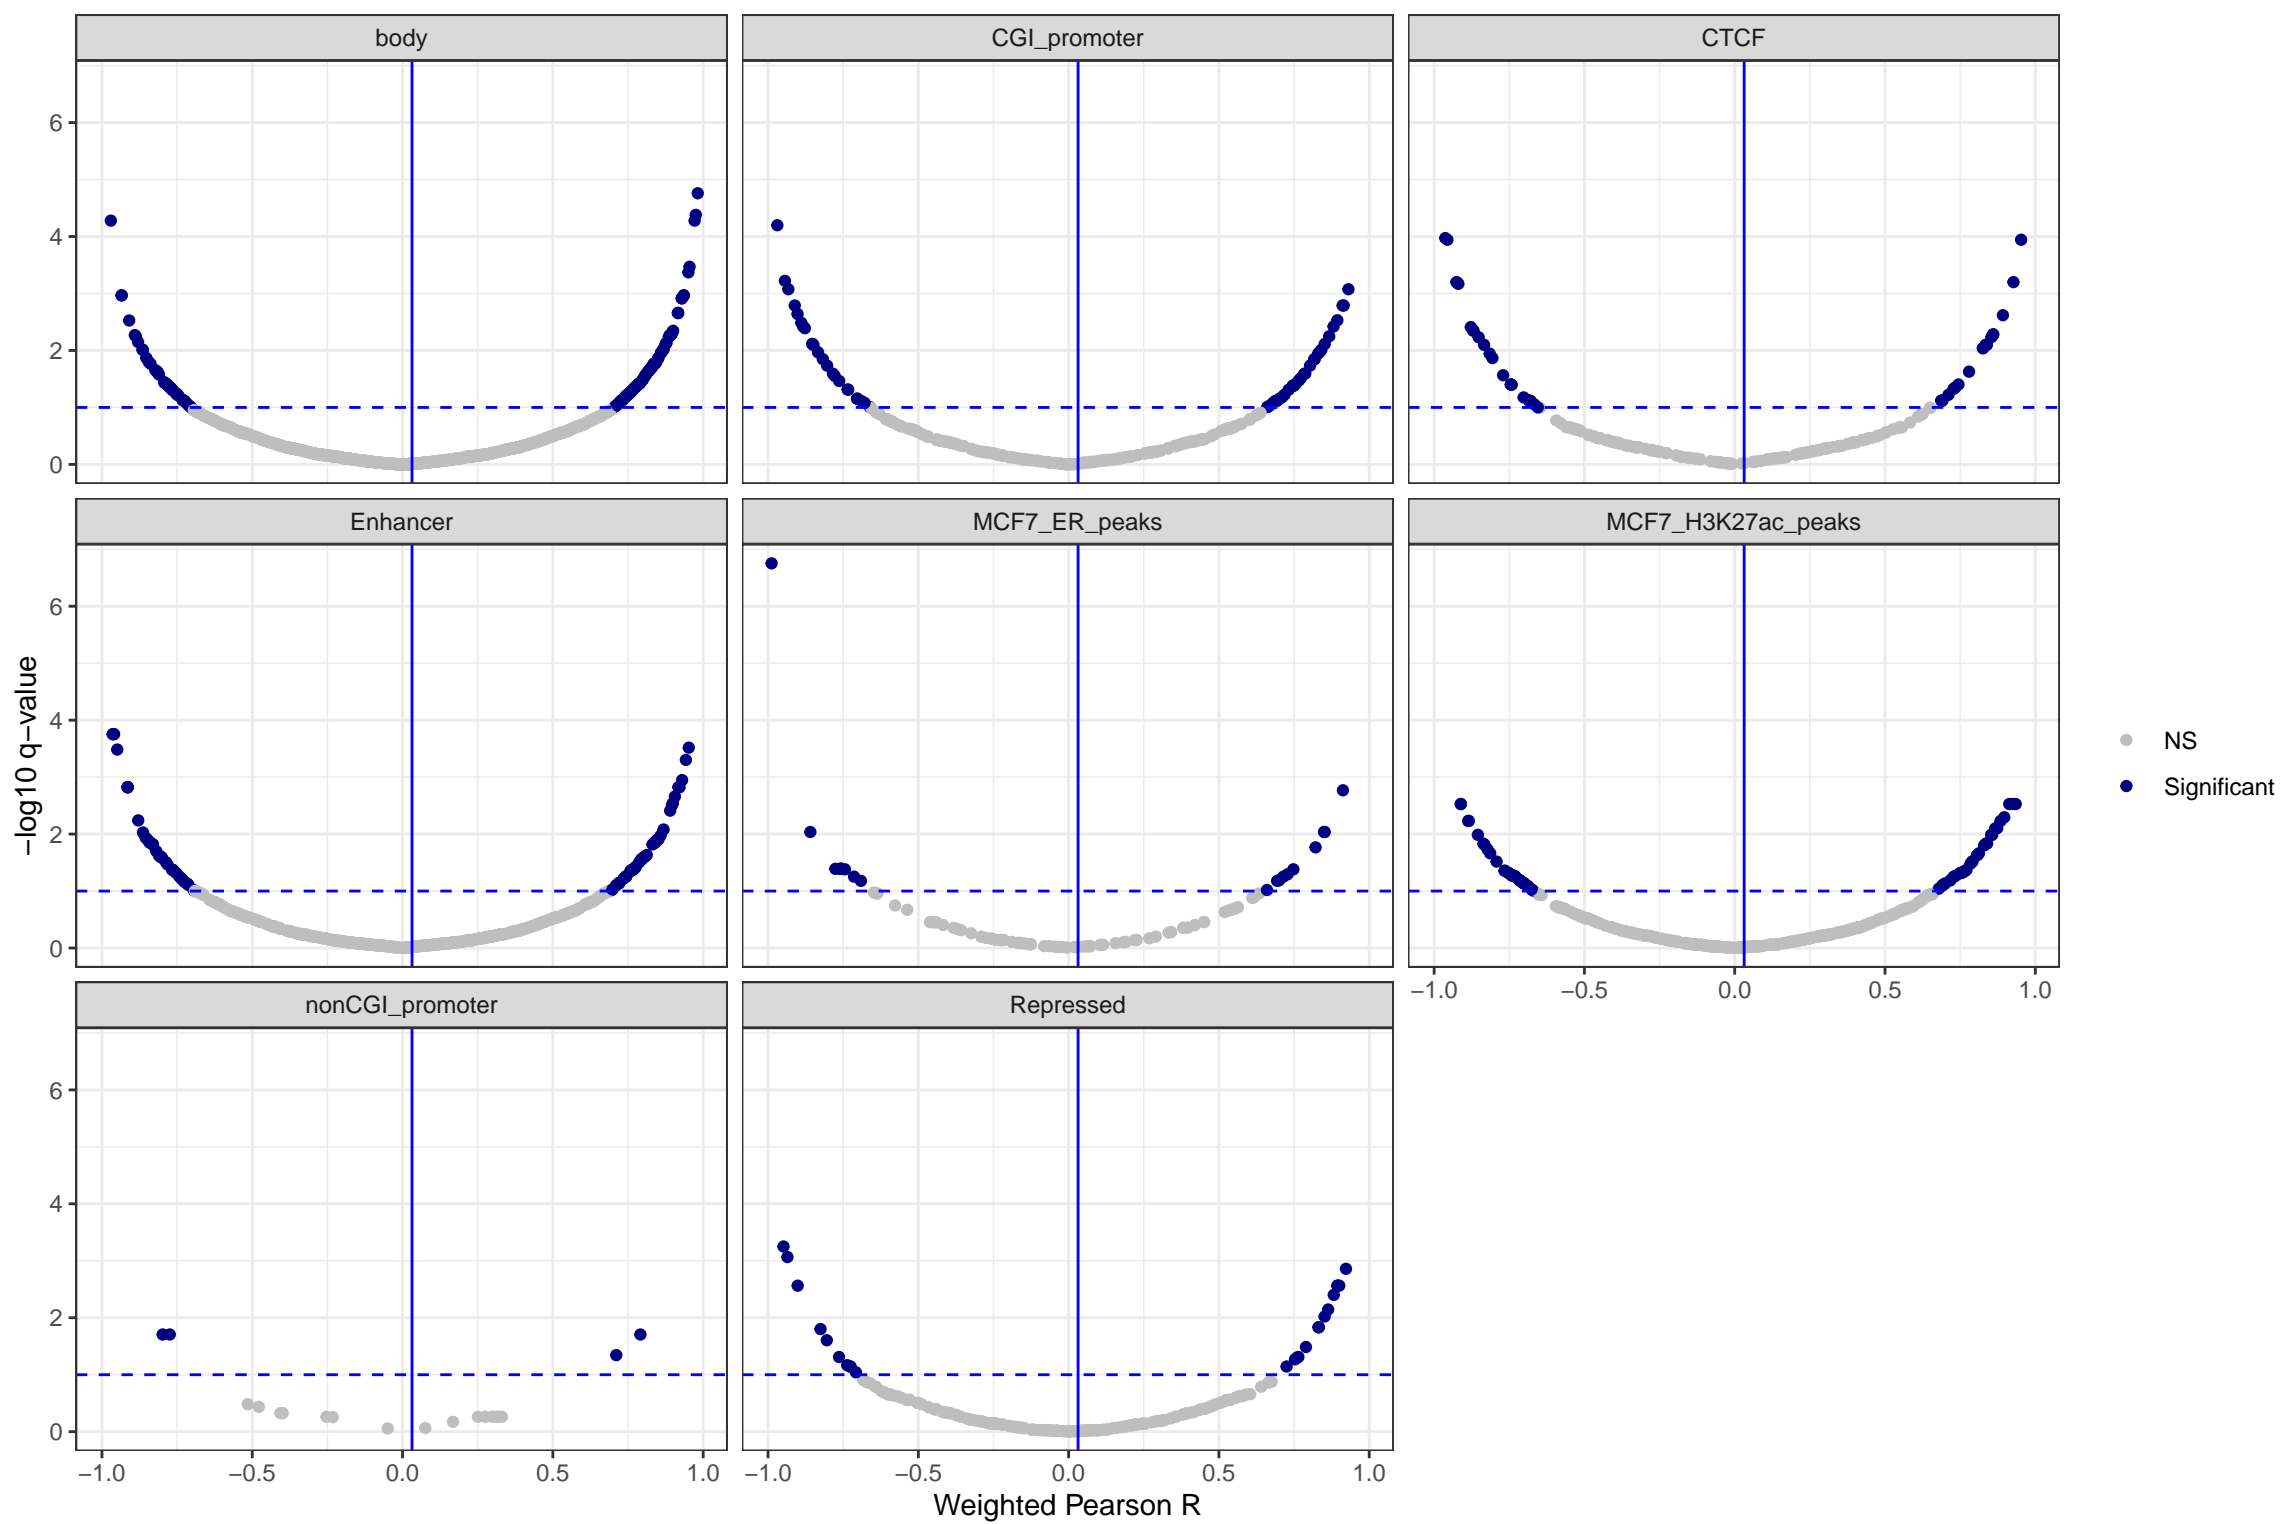 body
CGI_promoter
CTCF
6
4
2
0
Enhancer
MCF7_ER_peaks
MCF7_H3K27ac_peaks
6
4
2
0
−1.0 −0.5 0.0 0.5 1.0
nonCGI_promoter
Repressed
6
4
2
0
−1.0 −0.5 0.0 0.5 1.0
−1.0 −0.5 0.0 0.5 1.0
Weighted Pearson R
−log10 q−value
NS
Significant